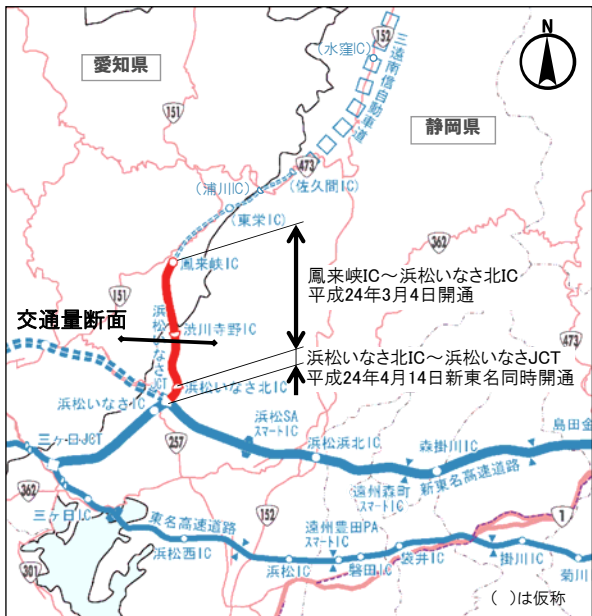 愛知県
静岡県
N
152
(水窪IC)
三遠南信自動車道
151
473
(佐久間IC)
(浦川IC)
(東栄IC)
362
鳳来峡IC
鳳来峡IC～浜松いなさ北IC
平成24年3月4日開通
151
交通量断面
渋川寺野IC
473
浜松いなさJCT
浜松いなさ北IC～浜松いなさJCT
平成24年4月14日新東名同時開通
浜松いなさ北IC
浜松いなさIC
257
浜松SA
スマートIC
浜松浜北IC
森掛川IC
島田金
三ヶ日JCT
遠州森町
スマートIC
新東名高速道路
362
三ヶ日IC
東名高速道路
152
遠州豊田PA
スマートIC
1
浜松西IC
浜松IC
磐田IC
袋井IC
掛川IC
菊川
301
( )は仮称